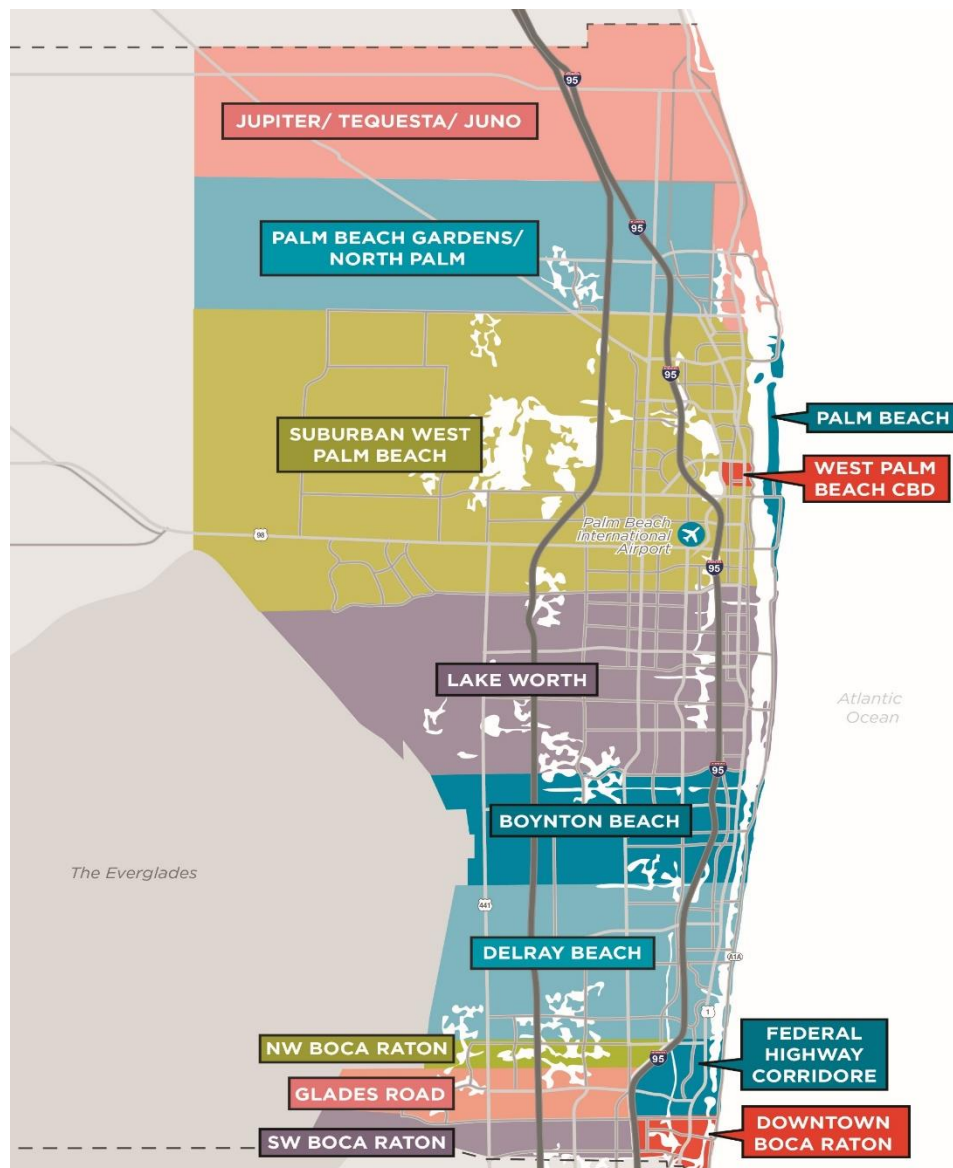 95
JUPITER/ TEQUESTA/ JUNO
95
PALM BEACH GARDENS/
NORTH PALM
95
PALM BEACH
SUBURBAN WEST
PALM BEACH
WEST PALM
BEACH CBD
98
Palm Beach
International
Airport
95
LAKE WORTH
Atlantic
Ocean
95
BOYNTON BEACH
The Everglades
441
DELRAY BEACH
A1A
1
FEDERAL
HIGHWAY
CORRIDORE
NW BOCA RATON
95
GLADES ROAD
DOWNTOWN
BOCA RATON
SW BOCA RATON